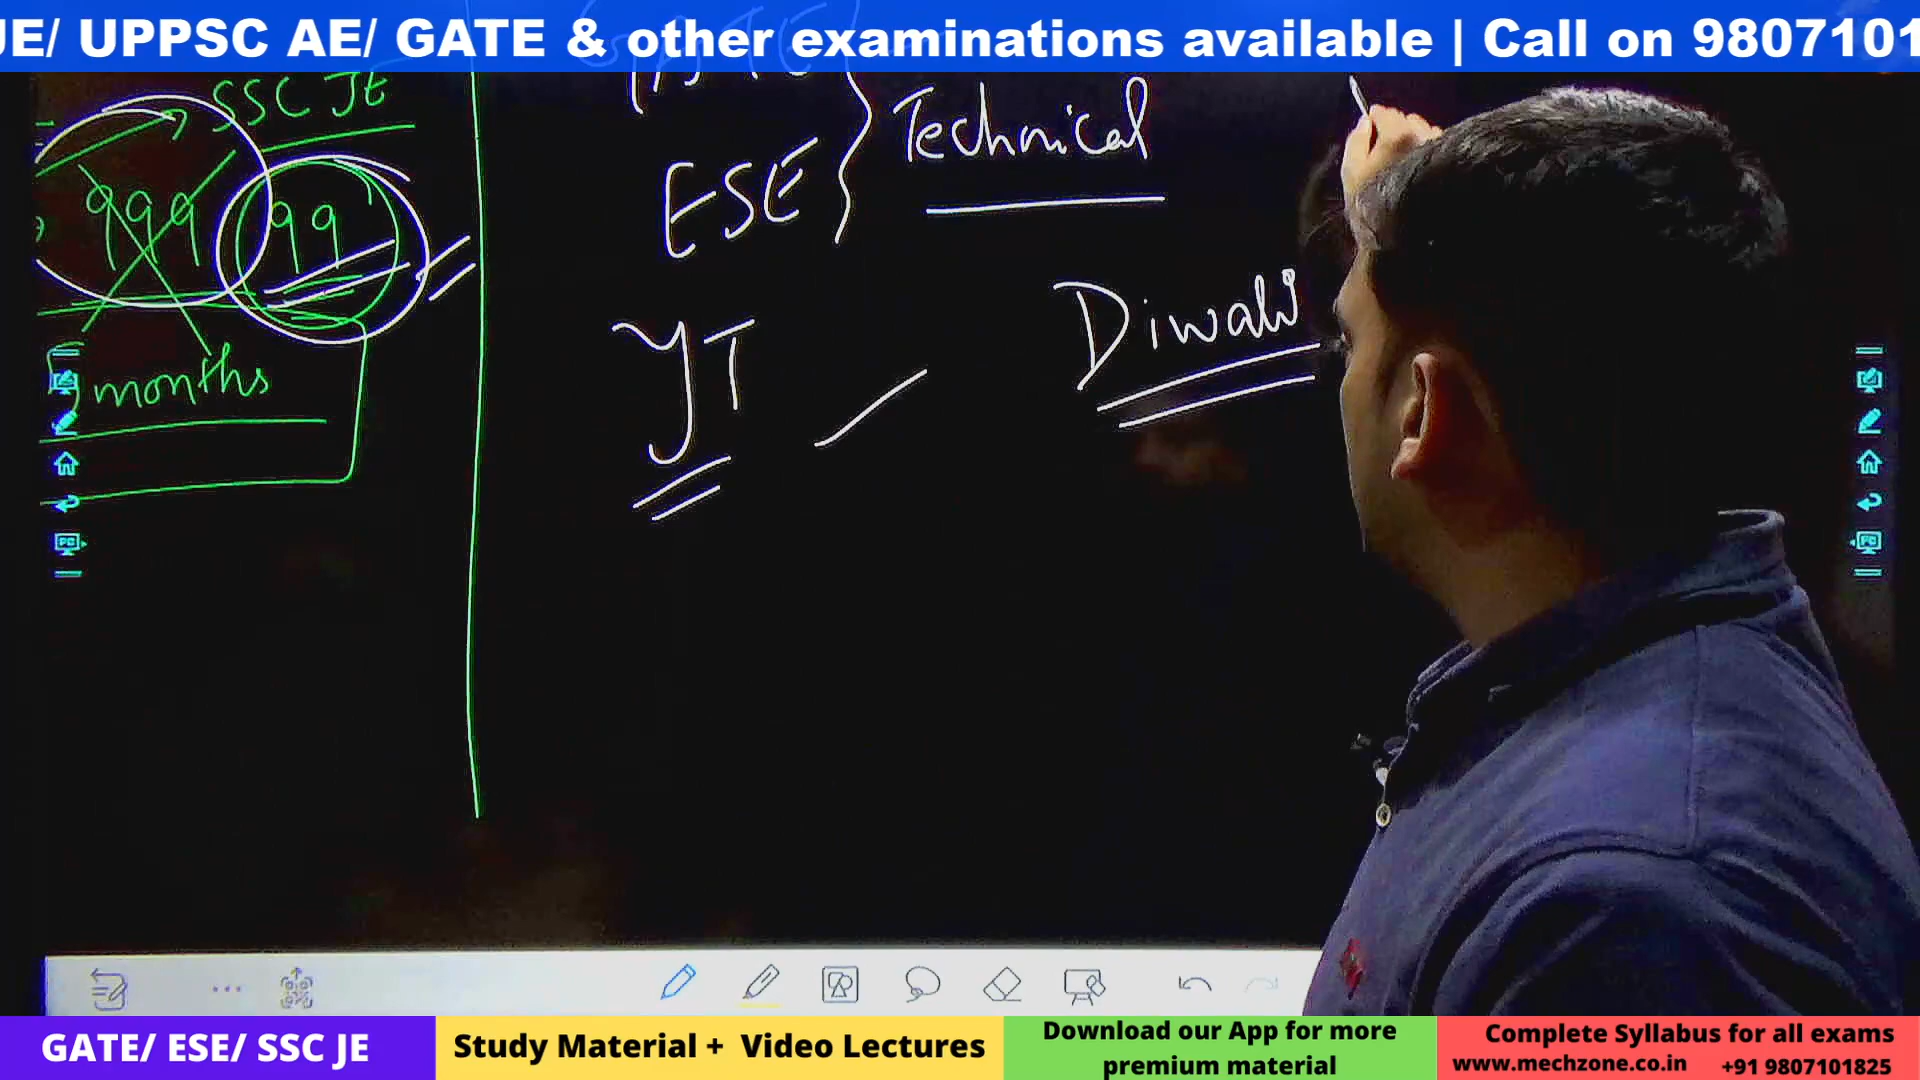 JE/ UPPSC AE/ GATE & other examinations available | Call on 9807101
SSC JE
999 99
months
GATE
ESE
Technical
YT
Diwali
GATE/ ESE/ SSC JE
Study Material + Video Lectures
Download our App for more
premium material
Complete Syllabus for all exams
www.mechzone.co.in +91 9807101825